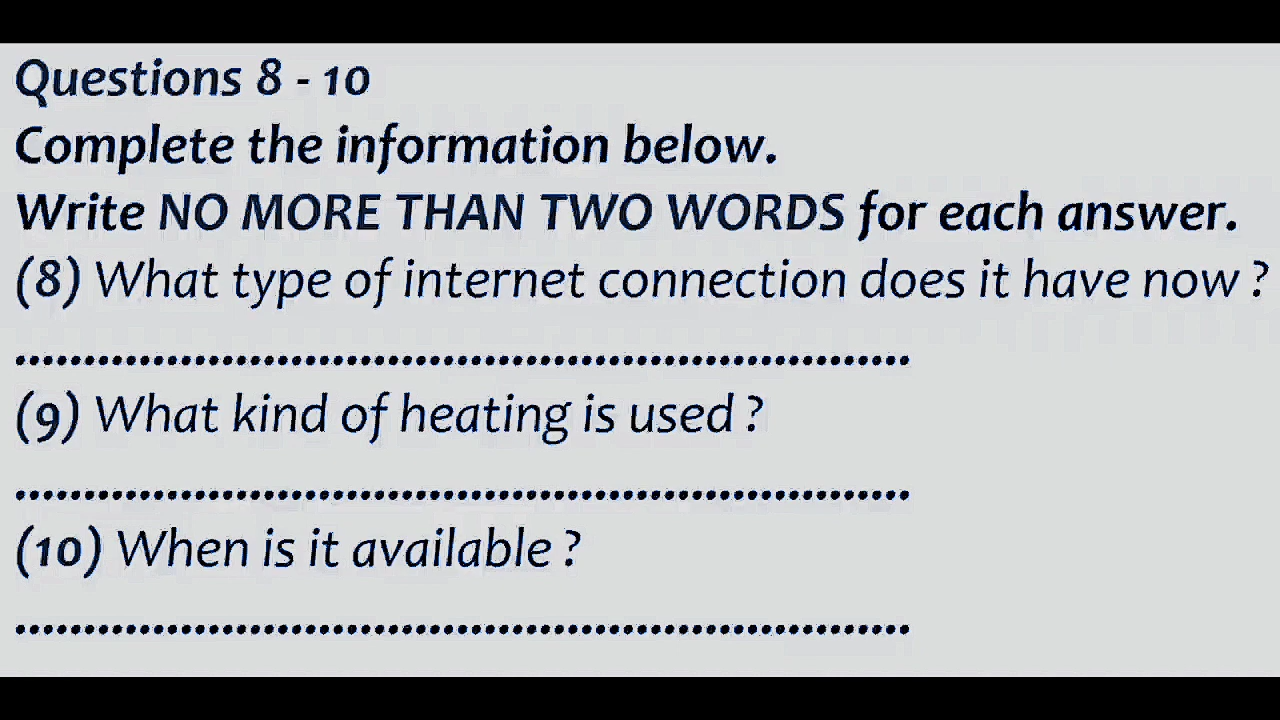 Questions 8 - 10
Complete the information below.
Write NO MORE THAN TWO WORDS for each answer.
(8) What type of internet connection does it have now ?
.................................................................
(9) What kind of heating is used ?
.................................................................
(10) When is it available ?
.................................................................